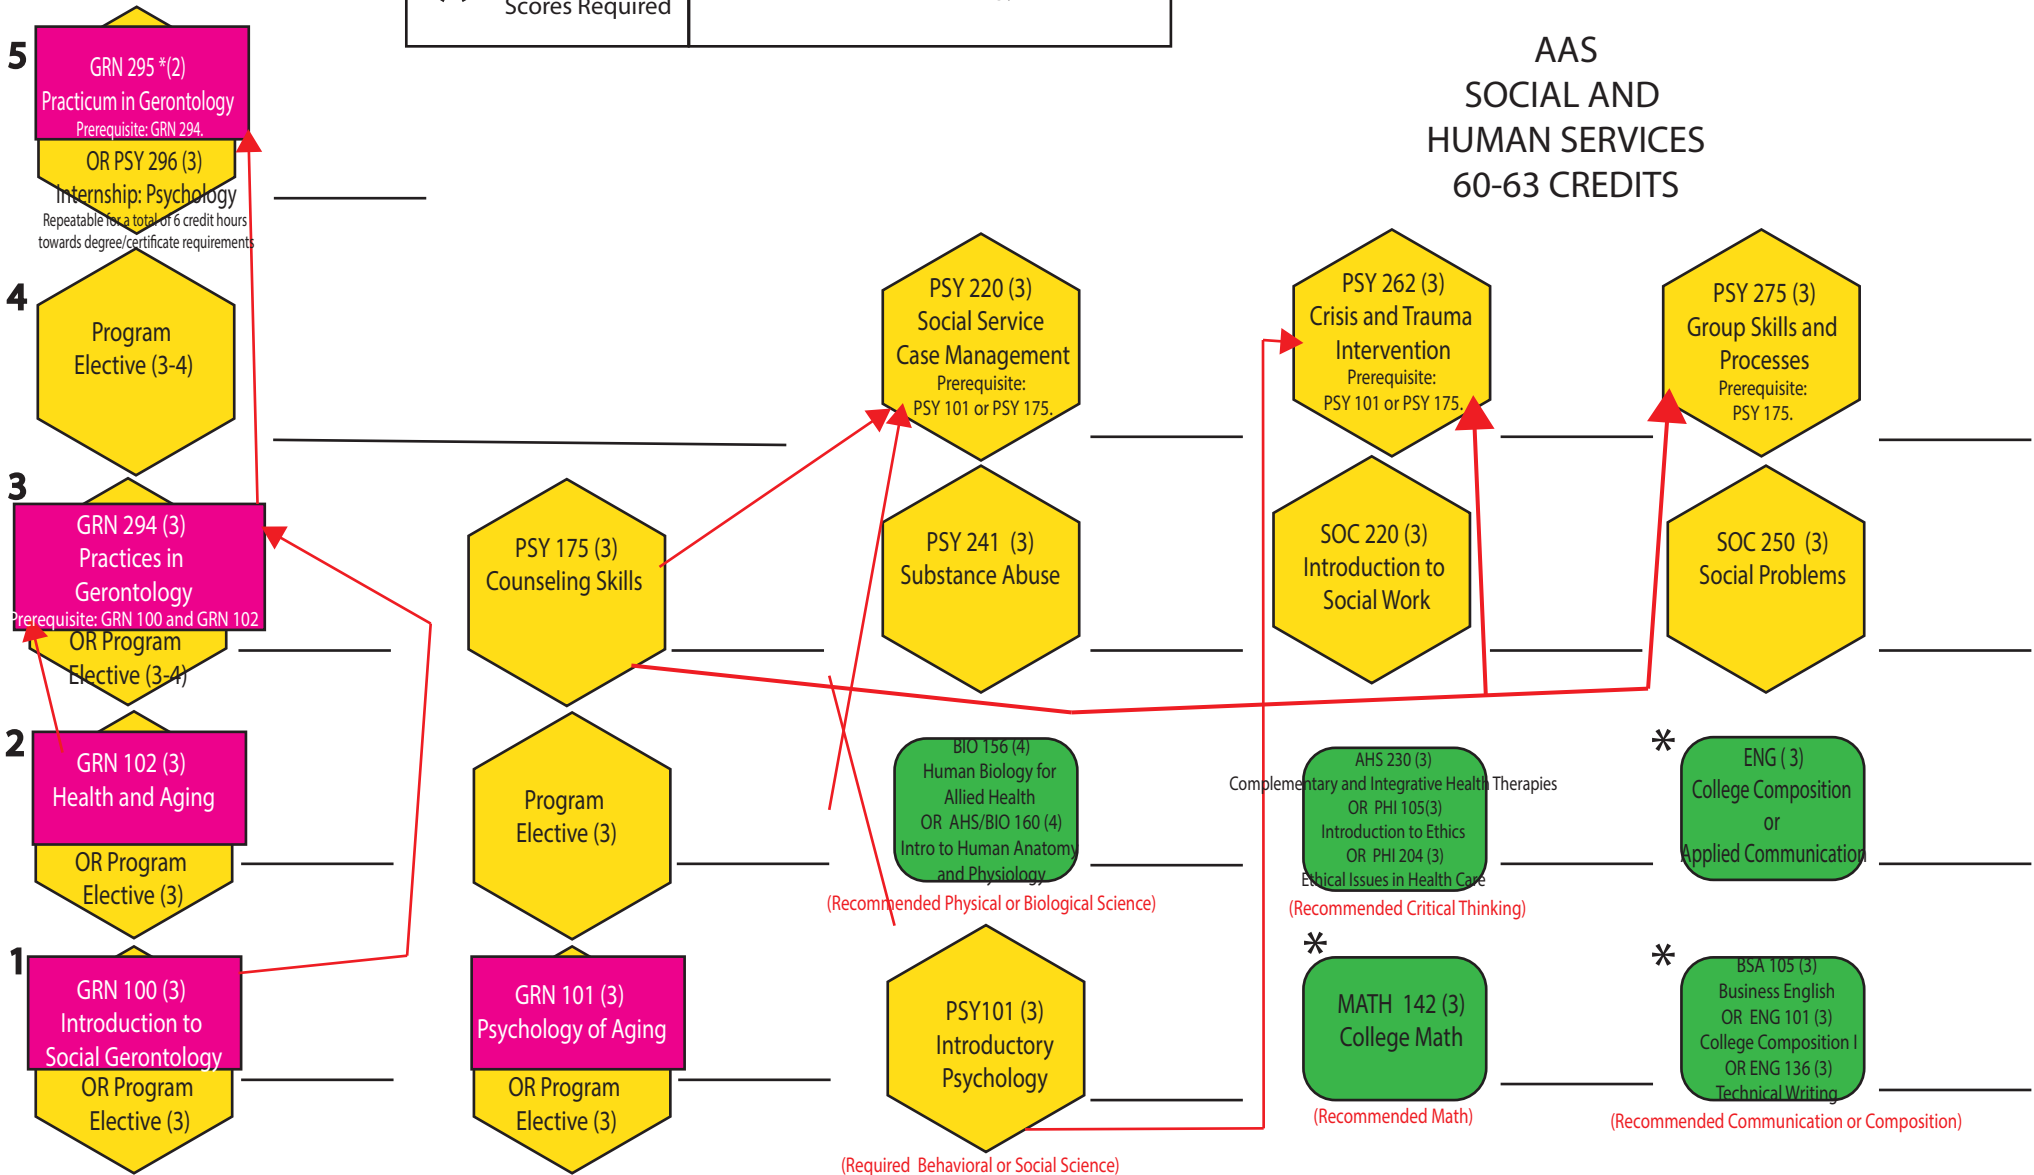 Scores Required
AAS
SOCIAL AND
HUMAN SERVICES
60-63 CREDITS
5
GRN 295 *(2)
Practicum in Gerontology
Prerequisite: GRN 294.
OR PSY 296 (3)
Internship: Psychology
Repeatable for a total of 6 credit hours
towards degree/certificate requirements
4
Program
Elective (3-4)
PSY 220 (3)
Social Service
Case Management
Prerequisite:
PSY 101 or PSY 175.
PSY 262 (3)
Crisis and Trauma
Intervention
Prerequisite:
PSY 101 or PSY 175.
PSY 275 (3)
Group Skills and
Processes
Prerequisite:
PSY 175.
3
GRN 294 (3)
Practices in
Gerontology
Prerequisite: GRN 100 and GRN 102
OR Program
Elective (3-4)
PSY 175 (3)
Counseling Skills
PSY 241 (3)
Substance Abuse
SOC 220 (3)
Introduction to
Social Work
SOC 250 (3)
Social Problems
2
GRN 102 (3)
Health and Aging
OR Program
Elective (3)
Program
Elective (3)
BIO 156 (4)
Human Biology for
Allied Health
OR AHS/BIO 160 (4)
Intro to Human Anatomy
and Physiology
(Recommended Physical or Biological Science)
AHS 230 (3)
Complementary and Integrative Health Therapies
OR PHI 105(3)
Introduction to Ethics
OR PHI 204 (3)
Ethical Issues in Health Care
(Recommended Critical Thinking)
*
ENG ( 3)
College Composition
or
Applied Communication
1
GRN 100 (3)
Introduction to
Social Gerontology
OR Program
Elective (3)
GRN 101 (3)
Psychology of Aging
OR Program
Elective (3)
PSY101 (3)
Introductory
Psychology
(Required Behavioral or Social Science)
*
MATH 142 (3)
College Math
(Recommended Math)
*
BSA 105 (3)
Business English
OR ENG 101 (3)
College Composition I
OR ENG 136 (3)
Technical Writing
(Recommended Communication or Composition)